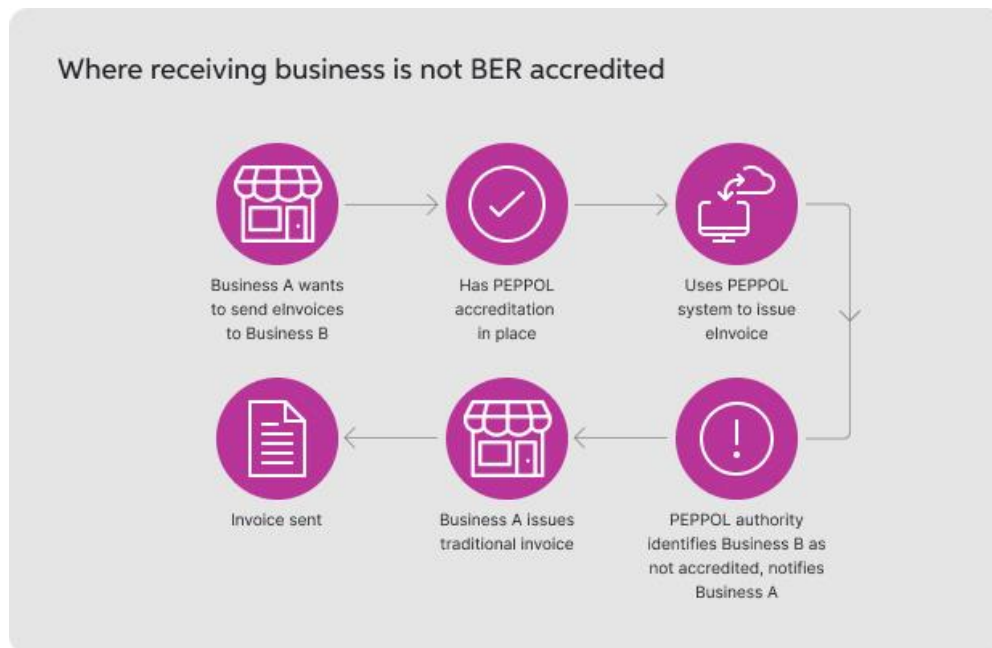 Where receiving business is not BER accredited
Business A wants
to send eInvoices
to Business B
Has PEPPOL
accreditation
in place
Uses PEPPOL
system to issue
eInvoice
PEPPOL authority
identifies Business B as
not accredited, notifies
Business A
Business A issues
traditional invoice
Invoice sent